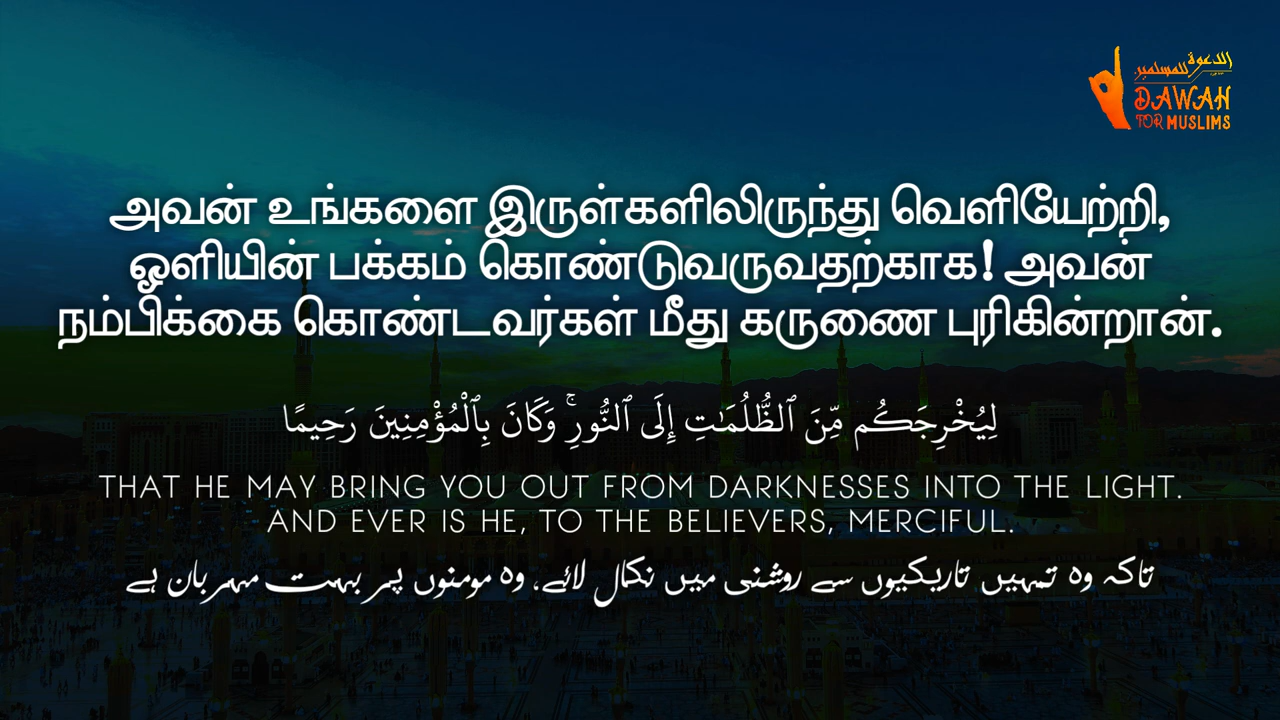 الدعوة للمسلمين
DAWAH
FOR MUSLIMS
அவன் உங்களை இருள்களிலிருந்து வெளியேற்றி,
ஓளியின் பக்கம் கொண்டுவருவதற்காக! அவன்
நம்பிக்கை கொண்டவர்கள் மீது கருணை புரிகின்றான்.
لِيُخْرِجَكُم مِّنَ ٱلظُّلُمَـٰتِ إِلَى ٱلنُّورِ ۚ وَكَانَ بِٱلْمُؤْمِنِينَ رَحِيمًا
THAT HE MAY BRING YOU OUT FROM DARKNESSES INTO THE LIGHT.
AND EVER IS HE, TO THE BELIEVERS, MERCIFUL.
تاکہ وہ تمہیں تاریکیوں سے روشنی میں نکال لائے، وہ مومنوں پر بہت مہربان ہے